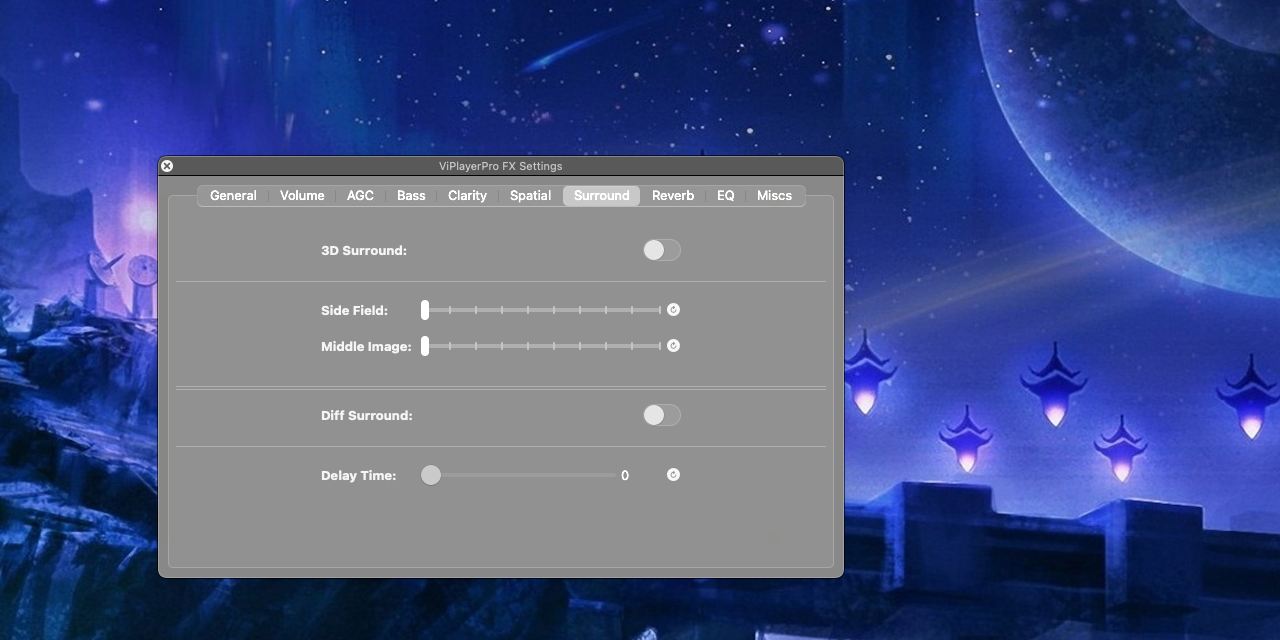 ViPlayerPro FX Settings
General Volume AGC Bass Clarity Spatial Surround Reverb EQ Miscs
3D Surround:
Side Field:
Middle Image:
Diff Surround:
Delay Time: 0